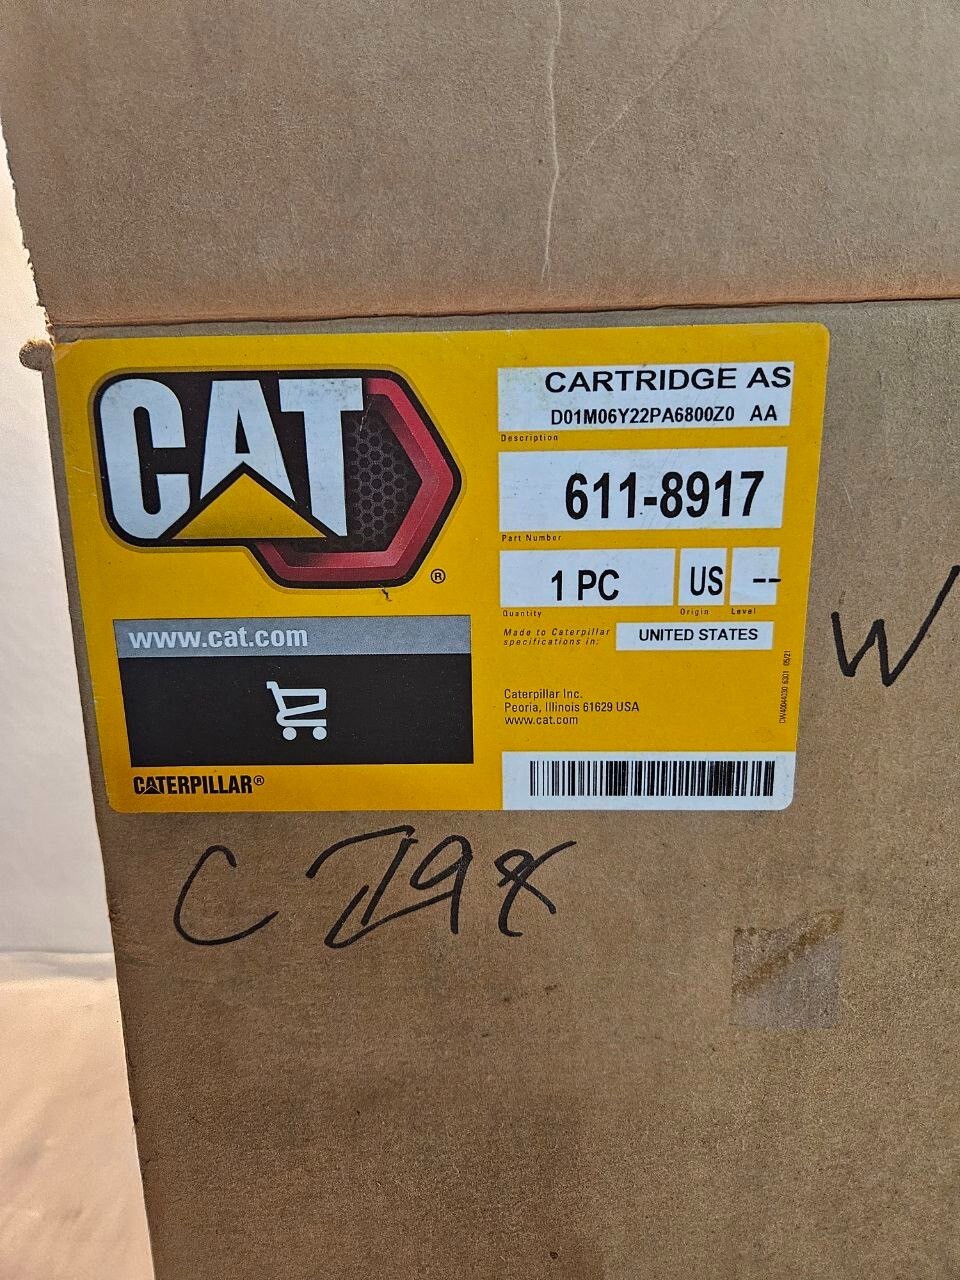 CAT
®
www.cat.com
CATERPILLAR®
CARTRIDGE AS
D01M06Y22PA6800Z0 AA
Description
611-8917
Part Number
1 PC
US
--
Quantity
Origin
Level
Made to Caterpillar
specifications in:
UNITED STATES
Caterpillar Inc.
Peoria, Illinois 61629 USA
www.cat.com
W